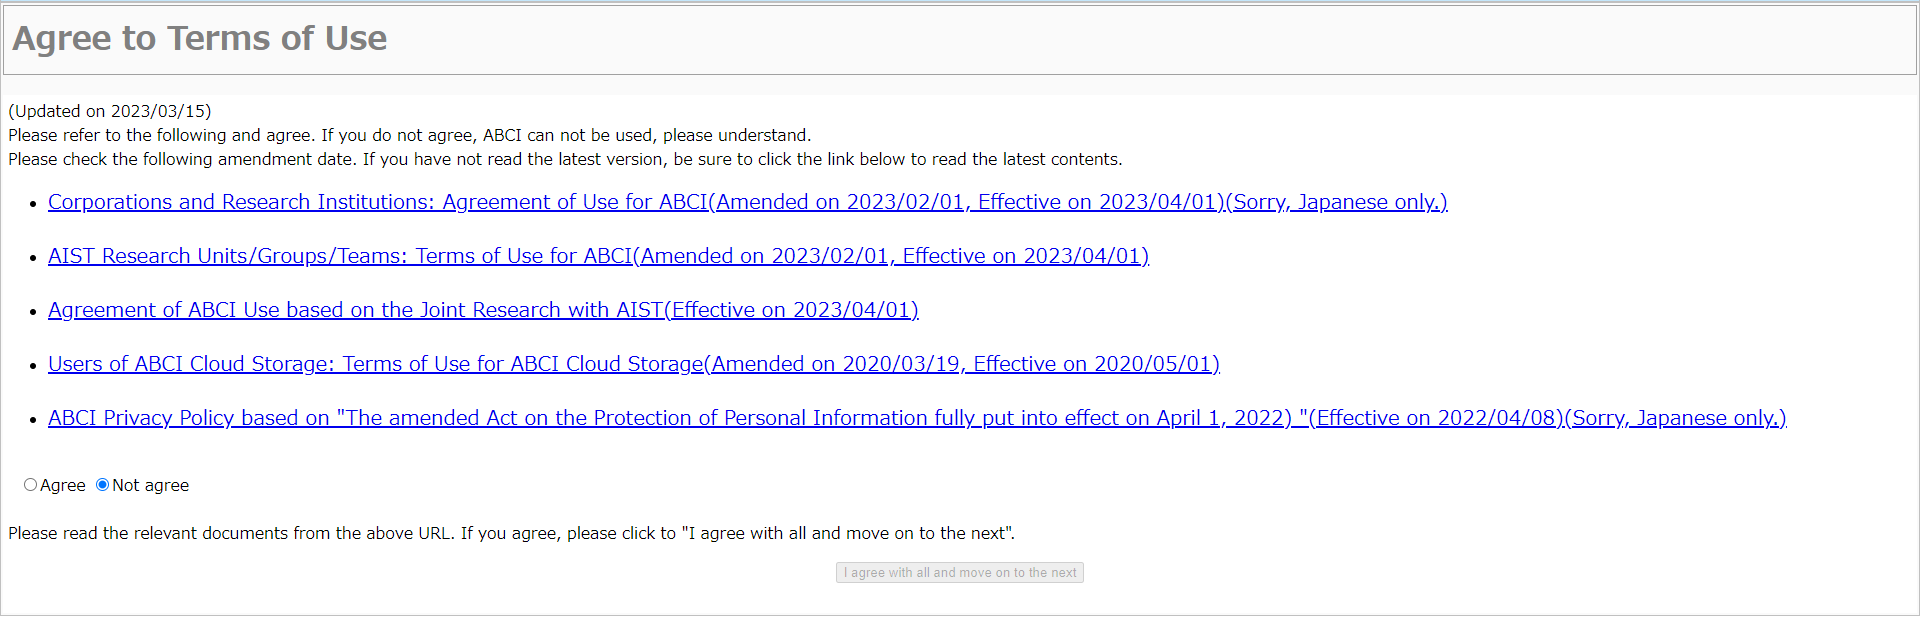 Agree to Terms of Use
(Updated on 2023/03/15)
Please refer to the following and agree. If you do not agree, ABCI can not be used, please understand.
Please check the following amendment date. If you have not read the latest version, be sure to click the link below to read the latest contents.
Corporations and Research Institutions: Agreement of Use for ABCI(Amended on 2023/02/01, Effective on 2023/04/01)(Sorry, Japanese only.)
AIST Research Units/Groups/Teams: Terms of Use for ABCI(Amended on 2023/02/01, Effective on 2023/04/01)
Agreement of ABCI Use based on the Joint Research with AIST(Effective on 2023/04/01)
Users of ABCI Cloud Storage: Terms of Use for ABCI Cloud Storage(Amended on 2020/03/19, Effective on 2020/05/01)
ABCI Privacy Policy based on "The amended Act on the Protection of Personal Information fully put into effect on April 1, 2022) "(Effective on 2022/04/08)(Sorry, Japanese only.)
Agree Not agree
Please read the relevant documents from the above URL. If you agree, please click to "I agree with all and move on to the next".
I agree with all and move on to the next